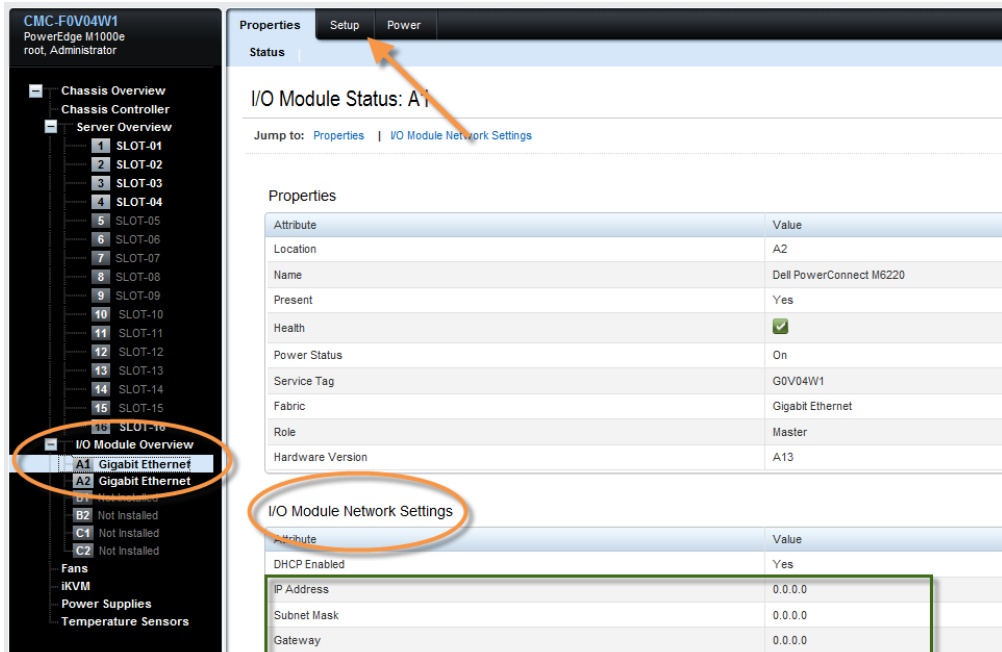 CMC-F0V04W1
PowerEdge M1000e
root, Administrator
Properties Setup Power
Status
Chassis Overview
Chassis Controller
Server Overview
1 SLOT-01
2 SLOT-02
3 SLOT-03
4 SLOT-04
5 SLOT-05
6 SLOT-06
7 SLOT-07
8 SLOT-08
9 SLOT-09
10 SLOT-10
11 SLOT-11
12 SLOT-12
13 SLOT-13
14 SLOT-14
15 SLOT-15
16 SLOT-16
I/O Module Overview
A1 Gigabit Ethernet
A2 Gigabit Ethernet
B1 Not Installed
B2 Not Installed
C1 Not Installed
C2 Not Installed
Fans
iKVM
Power Supplies
Temperature Sensors
I/O Module Status: A1
Jump to: Properties | I/O Module Network Settings
Properties
Attribute Value
Location A2
Name Dell PowerConnect M6220
Present Yes
Health
Power Status On
Service Tag G0V04W1
Fabric Gigabit Ethernet
Role Master
Hardware Version A13
I/O Module Network Settings
Attribute Value
DHCP Enabled Yes
IP Address 0.0.0.0
Subnet Mask 0.0.0.0
Gateway 0.0.0.0